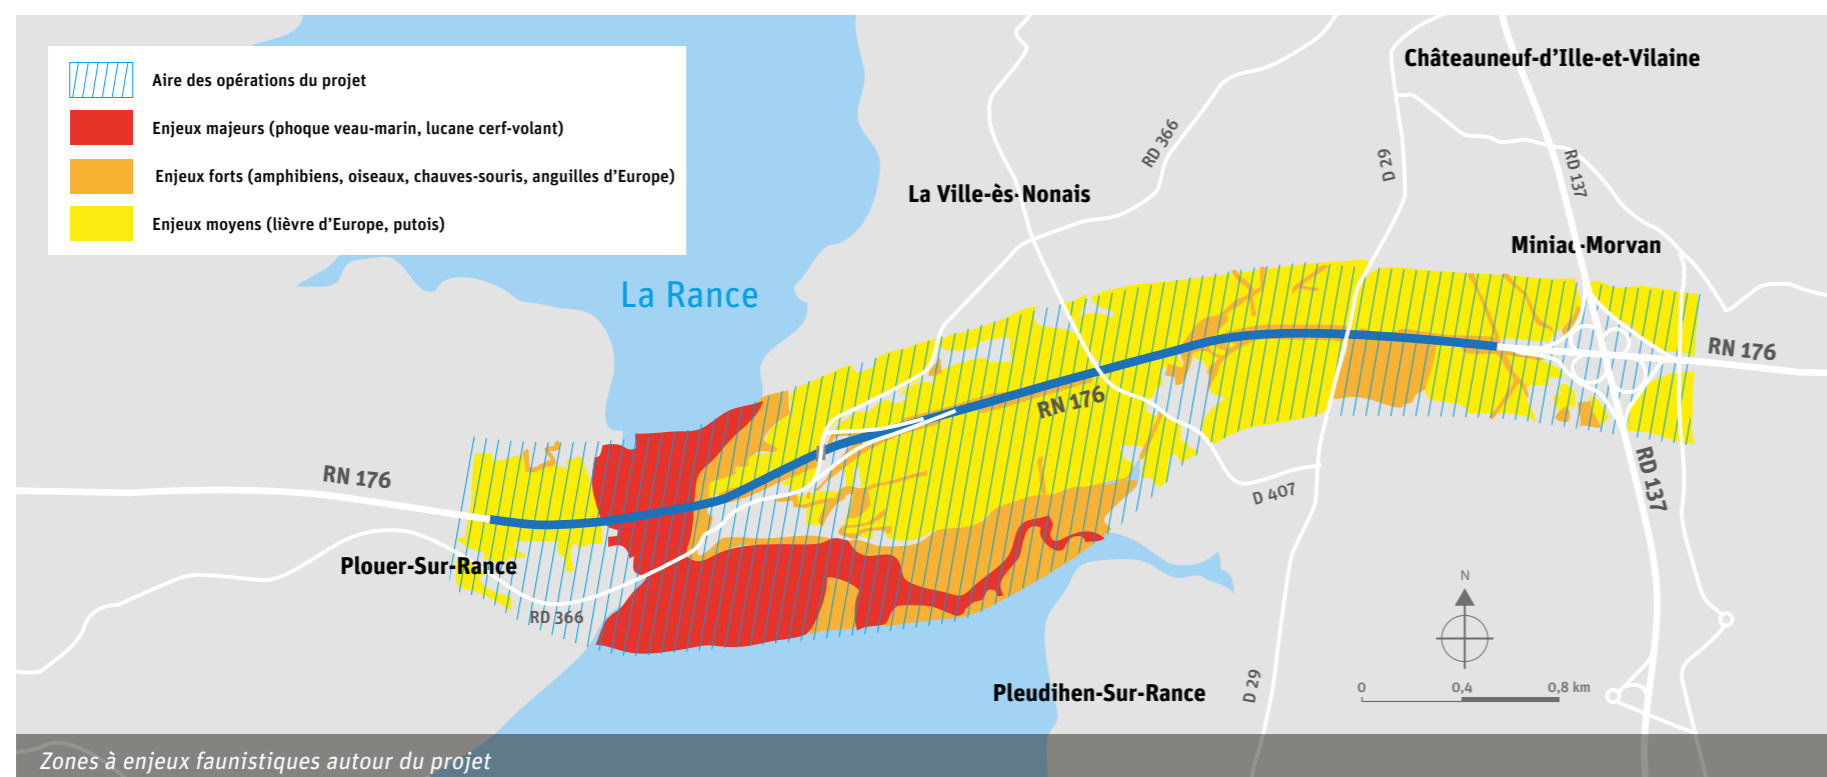 Aire des opérations du projet
Enjeux majeurs (phoque veau-marin, lucane cerf-volant)
Enjeux forts (amphibiens, oiseaux, chauves-souris, anguilles d'Europe)
Enjeux moyens (lièvre d'Europe, putois)
Châteauneuf-d'Ille-et-Vilaine
RD 366
D 29
RD 137
La Ville-ès-Nonais
Miniac-Morvan
La Rance
RN 176
RN 176
RN 176
RD 137
D 407
Plouer-Sur-Rance
RD 366
N
D 29
Pleudihen-Sur-Rance
0 0,4 0,8 km
Zones à enjeux faunistiques autour du projet